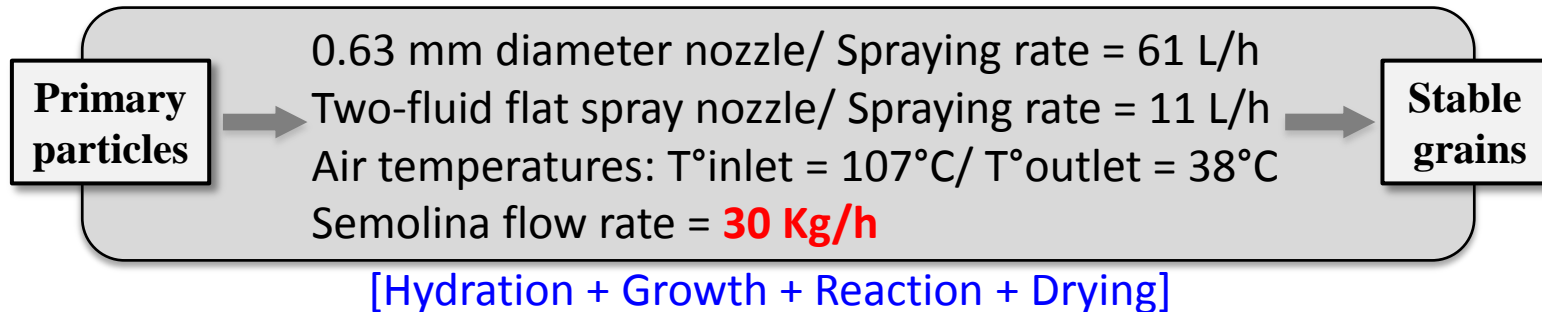 Primary
particles
0.63 mm diameter nozzle/ Spraying rate = 61 L/h
Two-fluid flat spray nozzle/ Spraying rate = 11 L/h
Air temperatures: T°inlet = 107°C/ T°outlet = 38°C
Semolina flow rate = 30 Kg/h
Stable
grains
[Hydration + Growth + Reaction + Drying]